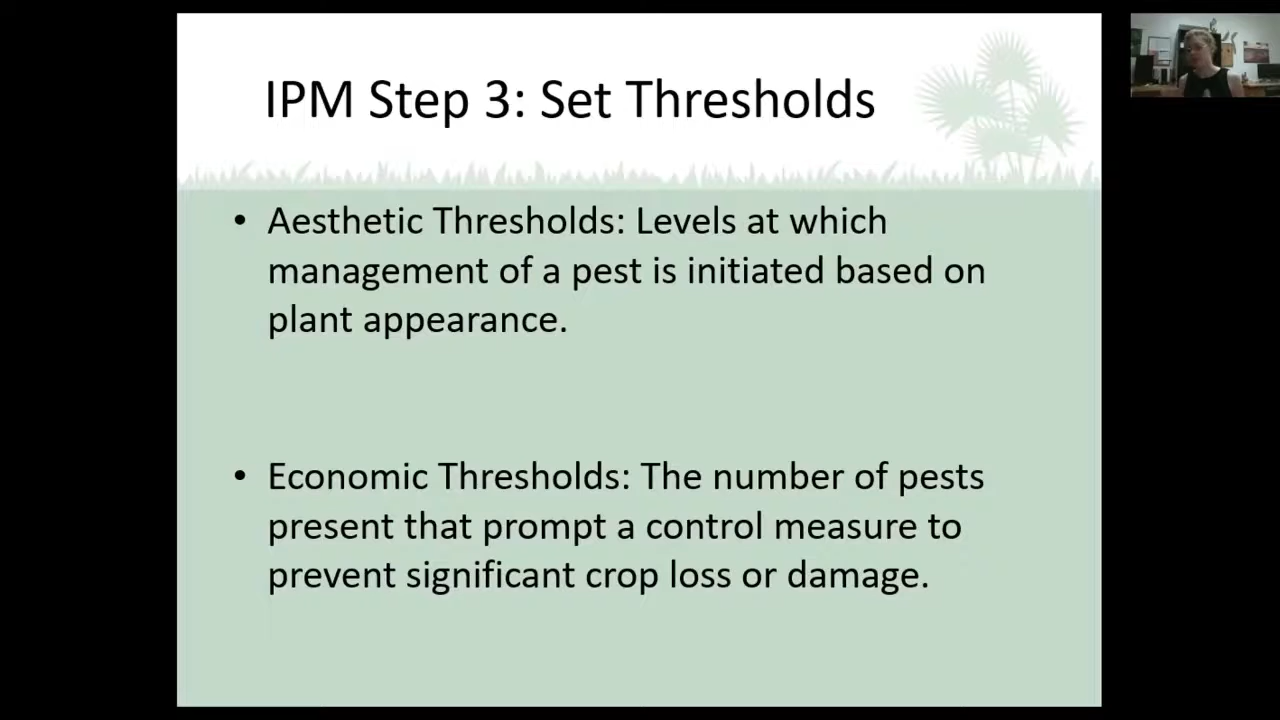 IPM Step 3: Set Thresholds
• Aesthetic Thresholds: Levels at which
management of a pest is initiated based on
plant appearance.
• Economic Thresholds: The number of pests
present that prompt a control measure to
prevent significant crop loss or damage.